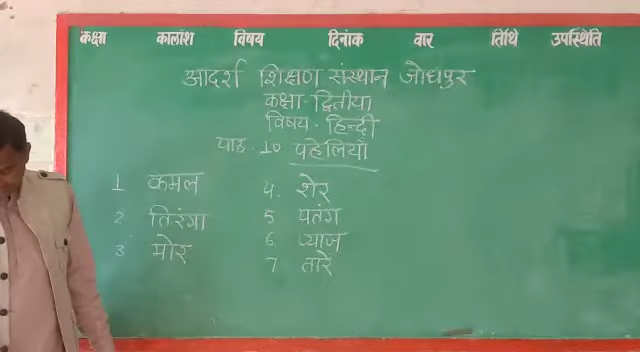 कक्षा कालांश विषय दिनांक वार तिथि उपस्थिति
आदर्श शिक्षण संस्थान जोधपुर
कक्षा - द्वितीया
विषय - हिन्दी
पाठ - 10 पहेलियाँ
1 कमल
2 तिरंगा
3 मोर
4. शेर
5 पतंग
6 प्याज
7 तारे